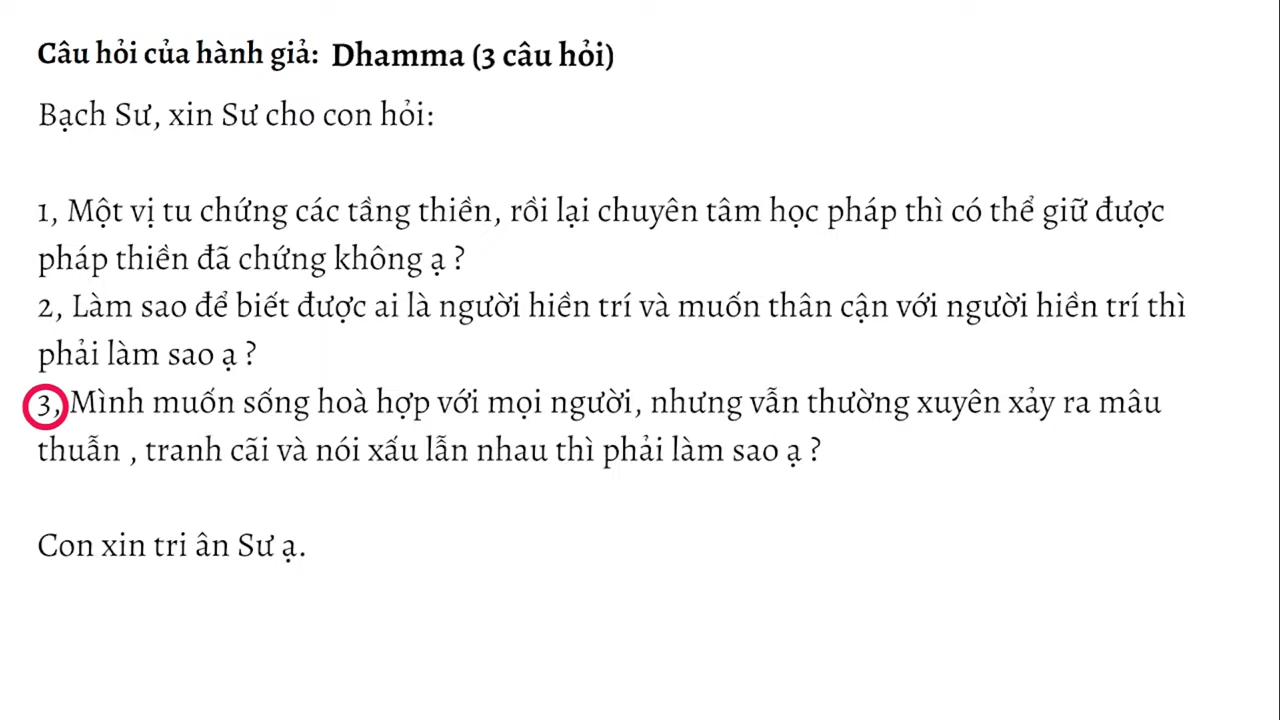 Câu hỏi của hành giả: Dhamma (3 câu hỏi)
Bạch Sư, xin Sư cho con hỏi:
1, Một vị tu chứng các tầng thiền, rồi lại chuyên tâm học pháp thì có thể giữ được
pháp thiền đã chứng không ạ ?
2, Làm sao để biết được ai là người hiền trí và muốn thân cận với người hiền trí thì
phải làm sao ạ ?
3, Mình muốn sống hoà hợp với mọi người, nhưng vẫn thường xuyên xảy ra mâu
thuẫn , tranh cãi và nói xấu lẫn nhau thì phải làm sao ạ ?
Con xin tri ân Sư ạ.